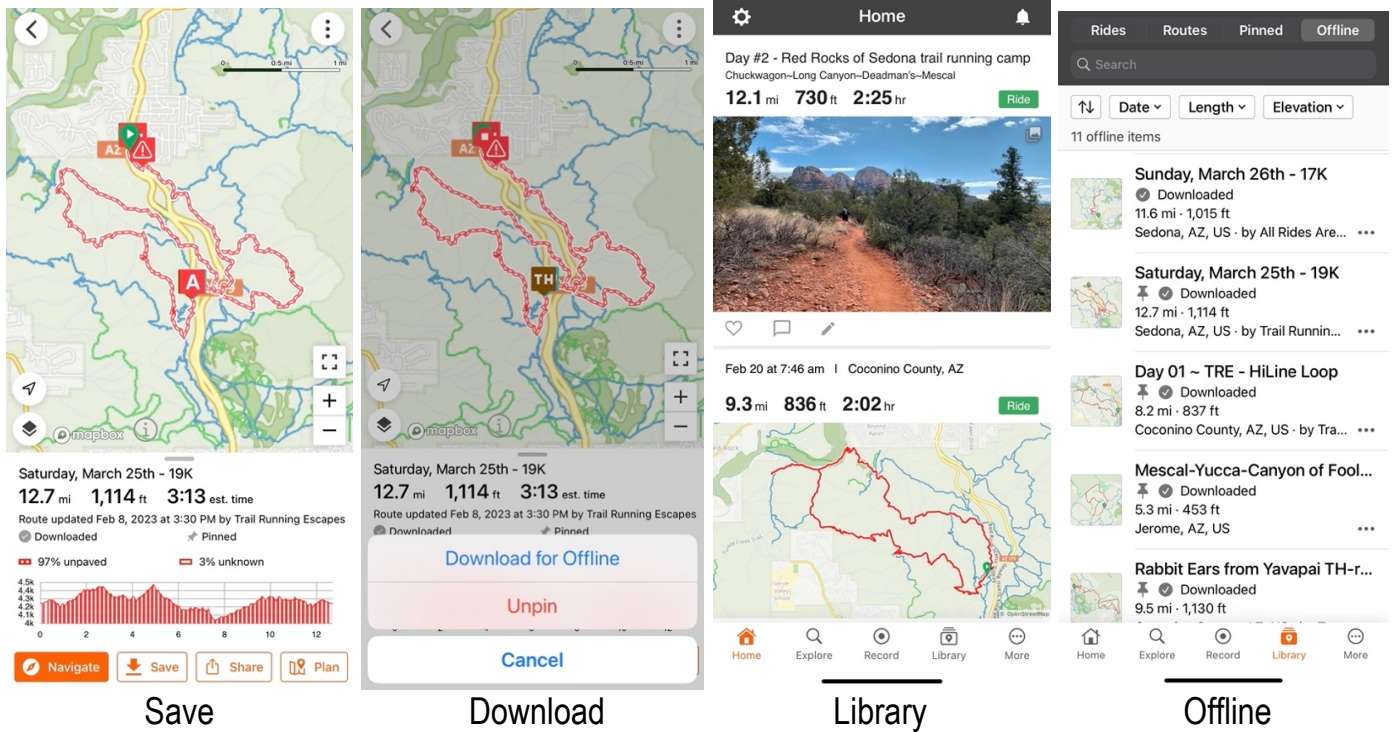 0 0.5 mi 1 mi
AZ
A
mapbox
Saturday, March 25th - 19K
12.7 mi 1,114 ft 3:13 est. time
Route updated Feb 8, 2023 at 3:30 PM by Trail Running Escapes
Downloaded Pinned
97% unpaved 3% unknown
4.5k
4.4k
4.3k
4.2k
4.1k
4k
0 2 4 6 8 10 12
Navigate Save Share Plan
Save
0 0.5 mi 1 mi
AZ
TH
mapbox
Saturday, March 25th - 19K
12.7 mi 1,114 ft 3:13 est. time
Route updated Feb 8, 2023 at 3:30 PM by Trail Running Escapes
Downloaded Pinned
Download for Offline
Unpin
Cancel
Download
Home
Day #2 - Red Rocks of Sedona trail running camp
Chuckwagon~Long Canyon~Deadman's~Mescal
12.1 mi 730 ft 2:25 hr Ride
Feb 20 at 7:46 am I Coconino County, AZ
9.3 mi 836 ft 2:02 hr Ride
© OpenStreetMap
Home Explore Record Library More
Library
Rides Routes Pinned Offline
Search
Date Length Elevation
11 offline items
Sunday, March 26th - 17K
Downloaded
11.6 mi · 1,015 ft
Sedona, AZ, US · by All Rides Are...
Saturday, March 25th - 19K
Downloaded
12.7 mi · 1,114 ft
Sedona, AZ, US · by Trail Runnin...
Day 01 ~ TRE - HiLine Loop
Downloaded
8.2 mi · 837 ft
Coconino County, AZ, US · by Tra...
Mescal-Yucca-Canyon of Fool...
Downloaded
5.3 mi · 453 ft
Jerome, AZ, US
Rabbit Ears from Yavapai TH-r...
Downloaded
9.5 mi · 1,130 ft
Home Explore Record Library More
Offline